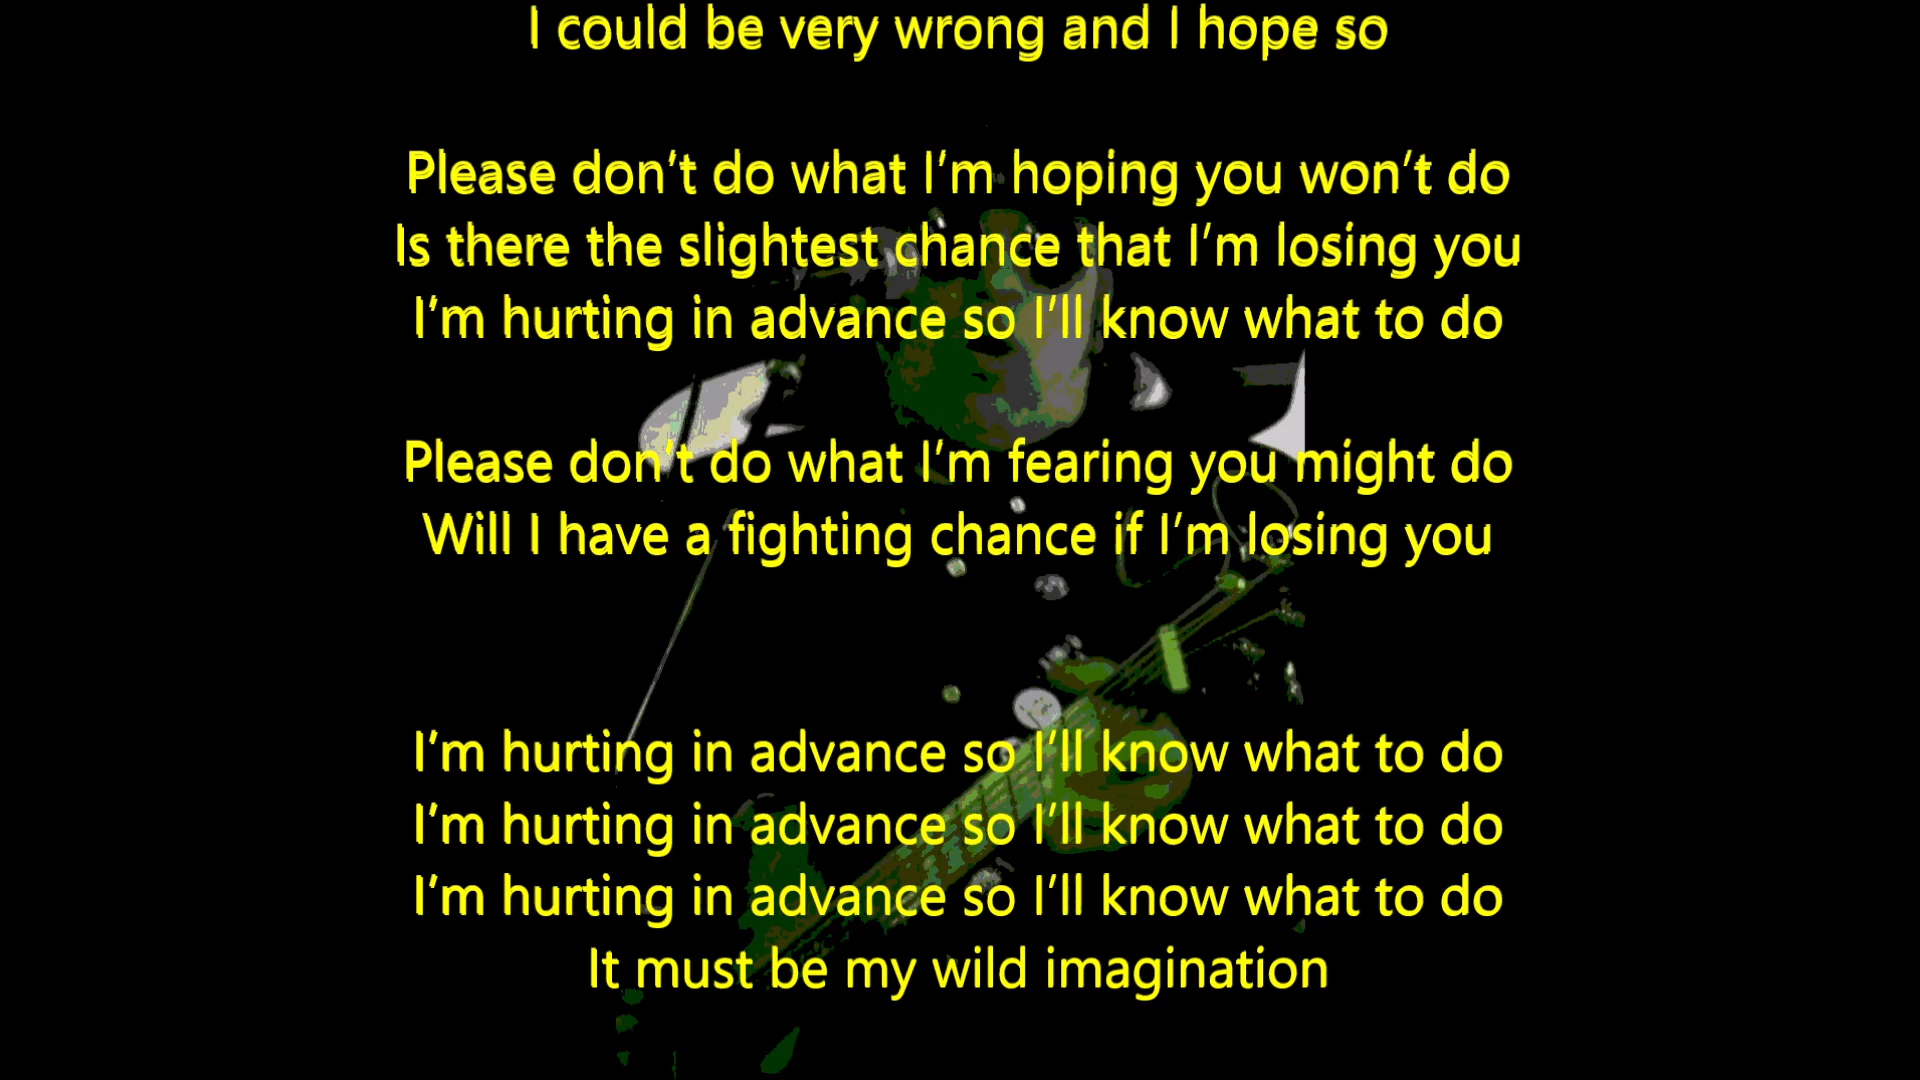 I could be very wrong and I hope so
Please don’t do what I’m hoping you won’t do
Is there the slightest chance that I’m losing you
I’m hurting in advance so I’ll know what to do
Please don’t do what I’m fearing you might do
Will I have a fighting chance if I’m losing you
I’m hurting in advance so I’ll know what to do
I’m hurting in advance so I’ll know what to do
I’m hurting in advance so I’ll know what to do
It must be my wild imagination